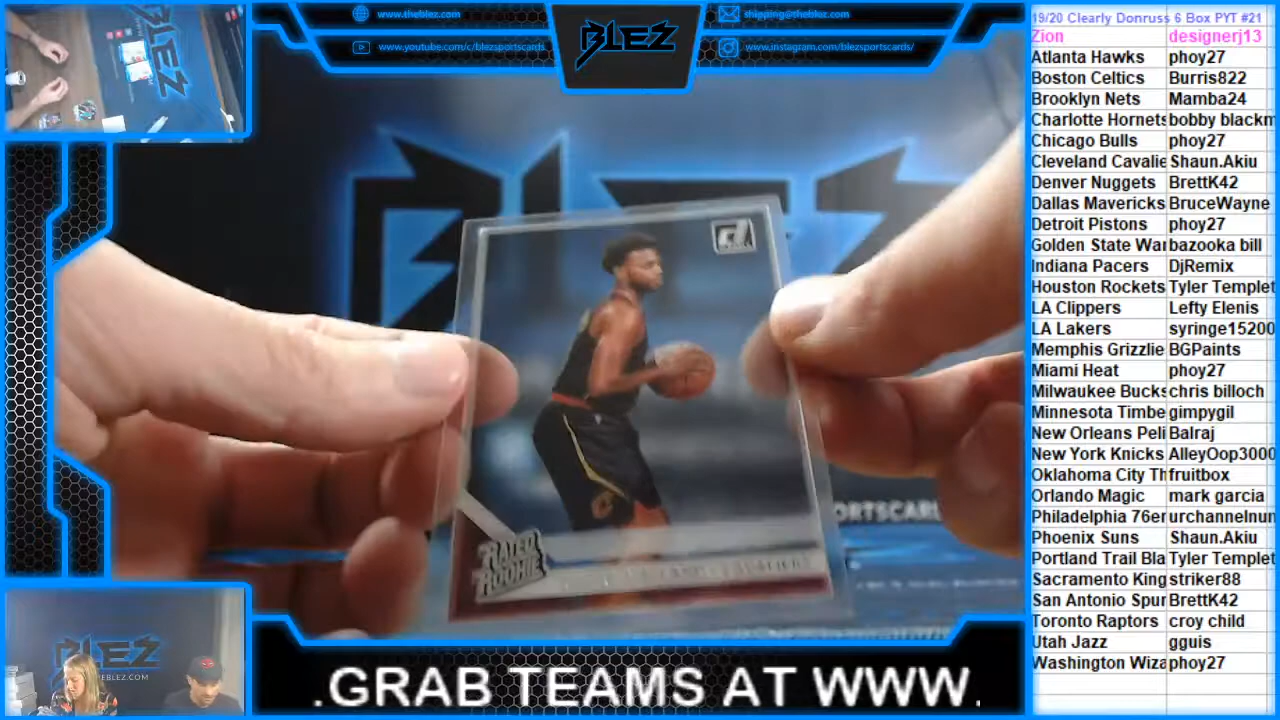 www.theblez.com
www.youtube.com/c/blezsportscards
BLEZ
shipping@theblez.com
www.instagram.com/blezsportscards/
19/20 Clearly Donruss 6 Box PYT #21
Zion designerj13
Atlanta Hawks phoy27
Boston Celtics Burris822
Brooklyn Nets Mamba24
Charlotte Hornets bobby blackm
Chicago Bulls phoy27
Cleveland Cavalie Shaun.Akiu
Denver Nuggets BrettK42
Dallas Mavericks BruceWayne
Detroit Pistons phoy27
Golden State War bazooka bill
Indiana Pacers DjRemix
Houston Rockets Tyler Templet
LA Clippers Lefty Elenis
LA Lakers syringe15200
Memphis Grizzlie BGPaints
Miami Heat phoy27
Milwaukee Bucks chris billoch
Minnesota Timbe gimpygil
New Orleans Peli Balraj
New York Knicks AlleyOop3000
Oklahoma City Th fruitbox
Orlando Magic mark garcia
Philadelphia 76er urchannelnum
Phoenix Suns Shaun.Akiu
Portland Trail Bla Tyler Templet
Sacramento King striker88
San Antonio Spur BrettK42
Toronto Raptors croy child
Utah Jazz gguis
Washington Wiza phoy27
BLEZ
BLEZ
RATED
ROOKIE
ORTSCAR
BLEZ
THEBLEZ.COM
.GRAB TEAMS AT WWW.